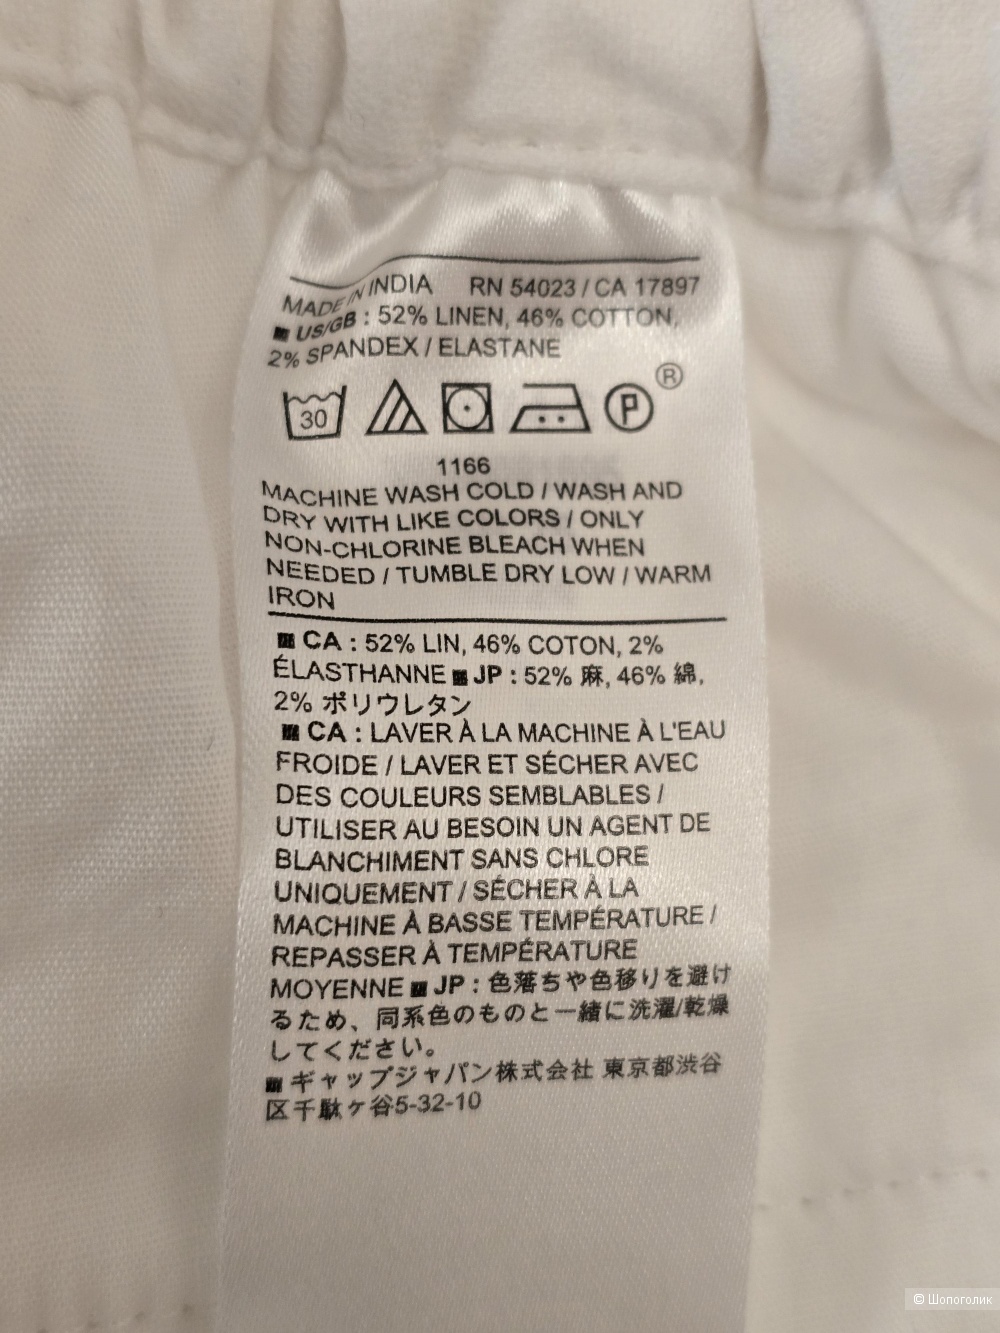 MADE IN INDIA RN 54023 / CA 17897
US/GB : 52% LINEN, 46% COTTON,
2% SPANDEX / ELASTANE
30 P ®
1166
MACHINE WASH COLD / WASH AND
DRY WITH LIKE COLORS / ONLY
NON-CHLORINE BLEACH WHEN
NEEDED / TUMBLE DRY LOW / WARM
IRON
CA : 52% LIN, 46% COTON, 2%
ÉLASTHANNE JP : 52% 麻, 46% 綿,
2% ポリウレタン
CA : LAVER À LA MACHINE À L'EAU
FROIDE / LAVER ET SÉCHER AVEC
DES COULEURS SEMBLABLES /
UTILISER AU BESOIN UN AGENT DE
BLANCHIMENT SANS CHLORE
UNIQUEMENT / SÉCHER À LA
MACHINE À BASSE TEMPÉRATURE /
REPASSER À TEMPÉRATURE
MOYENNE JP : 色落ちや色移りを避け
るため、同系色のものと一緒に洗濯/乾燥
してください。
ギャップジャパン株式会社 東京都渋谷
区千駄ケ谷5-32-10
© Шопоголик